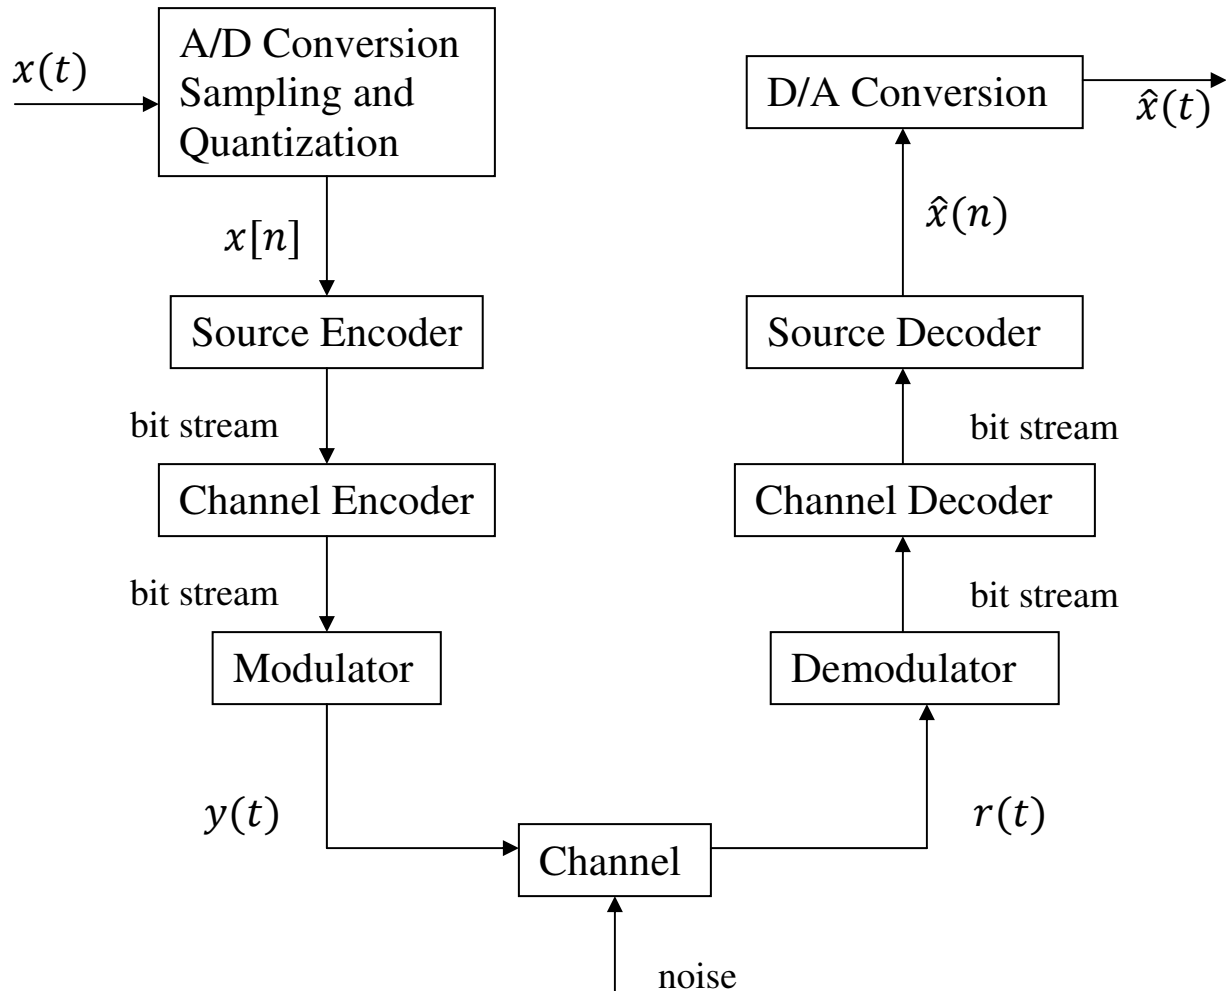 x(t)
A/D Conversion
Sampling and
Quantization
x[n]
Source Encoder
bit stream
Channel Encoder
bit stream
Modulator
y(t)
Channel
noise
r(t)
Demodulator
bit stream
Channel Decoder
bit stream
Source Decoder
x̂(n)
D/A Conversion
x̂(t)